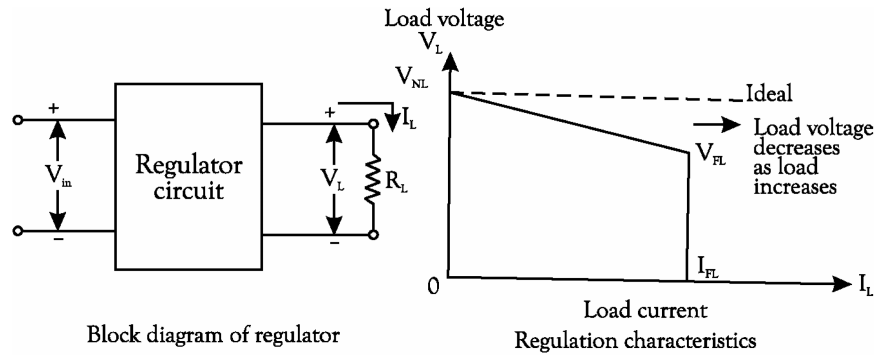 Load voltage
V_L
V_NL
Ideal
Load voltage
decreases
as load
increases
V_FL
I_FL
0
I_L
Load current
Regulation characteristics
+
+
I_L
V_in
Regulator
circuit
V_L
R_L
–
–
Block diagram of regulator